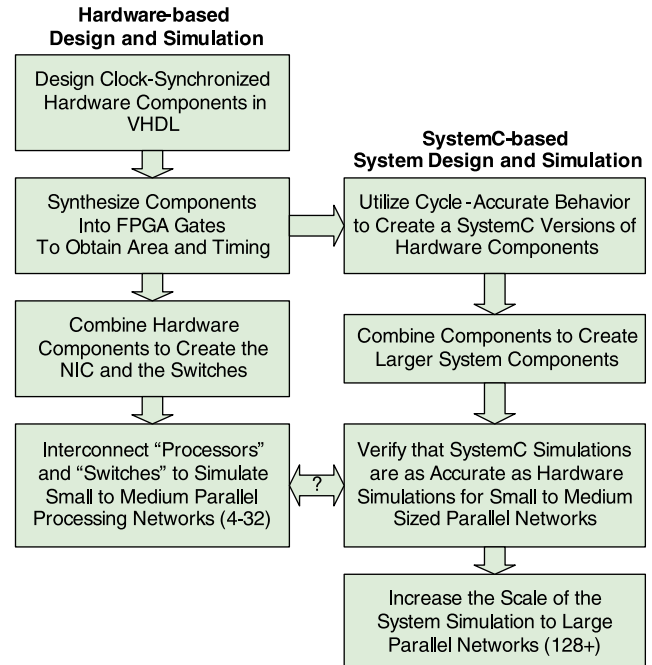 Hardware-based
Design and Simulation
Design Clock-Synchronized
Hardware Components in
VHDL
Synthesize Components
Into FPGA Gates
To Obtain Area and Timing
Combine Hardware
Components to Create the
NIC and the Switches
Interconnect “Processors”
and “Switches” to Simulate
Small to Medium Parallel
Processing Networks (4-32)
?
SystemC-based
System Design and Simulation
Utilize Cycle-Accurate Behavior
to Create a SystemC Versions of
Hardware Components
Combine Components to Create
Larger System Components
Verify that SystemC Simulations
are as Accurate as Hardware
Simulations for Small to Medium
Sized Parallel Networks
Increase the Scale of the
System Simulation to Large
Parallel Networks (128+)